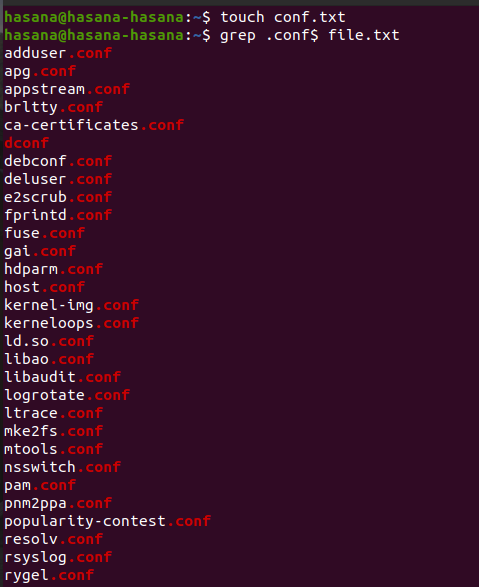 hasana@hasana-hasana:~$ touch conf.txt
hasana@hasana-hasana:~$ grep .conf$ file.txt
adduser.conf
apg.conf
appstream.conf
brltty.conf
ca-certificates.conf
dconf
debconf.conf
deluser.conf
e2scrub.conf
fprintd.conf
fuse.conf
gai.conf
hdparm.conf
host.conf
kernel-img.conf
kerneloops.conf
ld.so.conf
libao.conf
libaudit.conf
logrotate.conf
ltrace.conf
mke2fs.conf
mtools.conf
nsswitch.conf
pam.conf
pnm2ppa.conf
popularity-contest.conf
resolv.conf
rsyslog.conf
rygel.conf